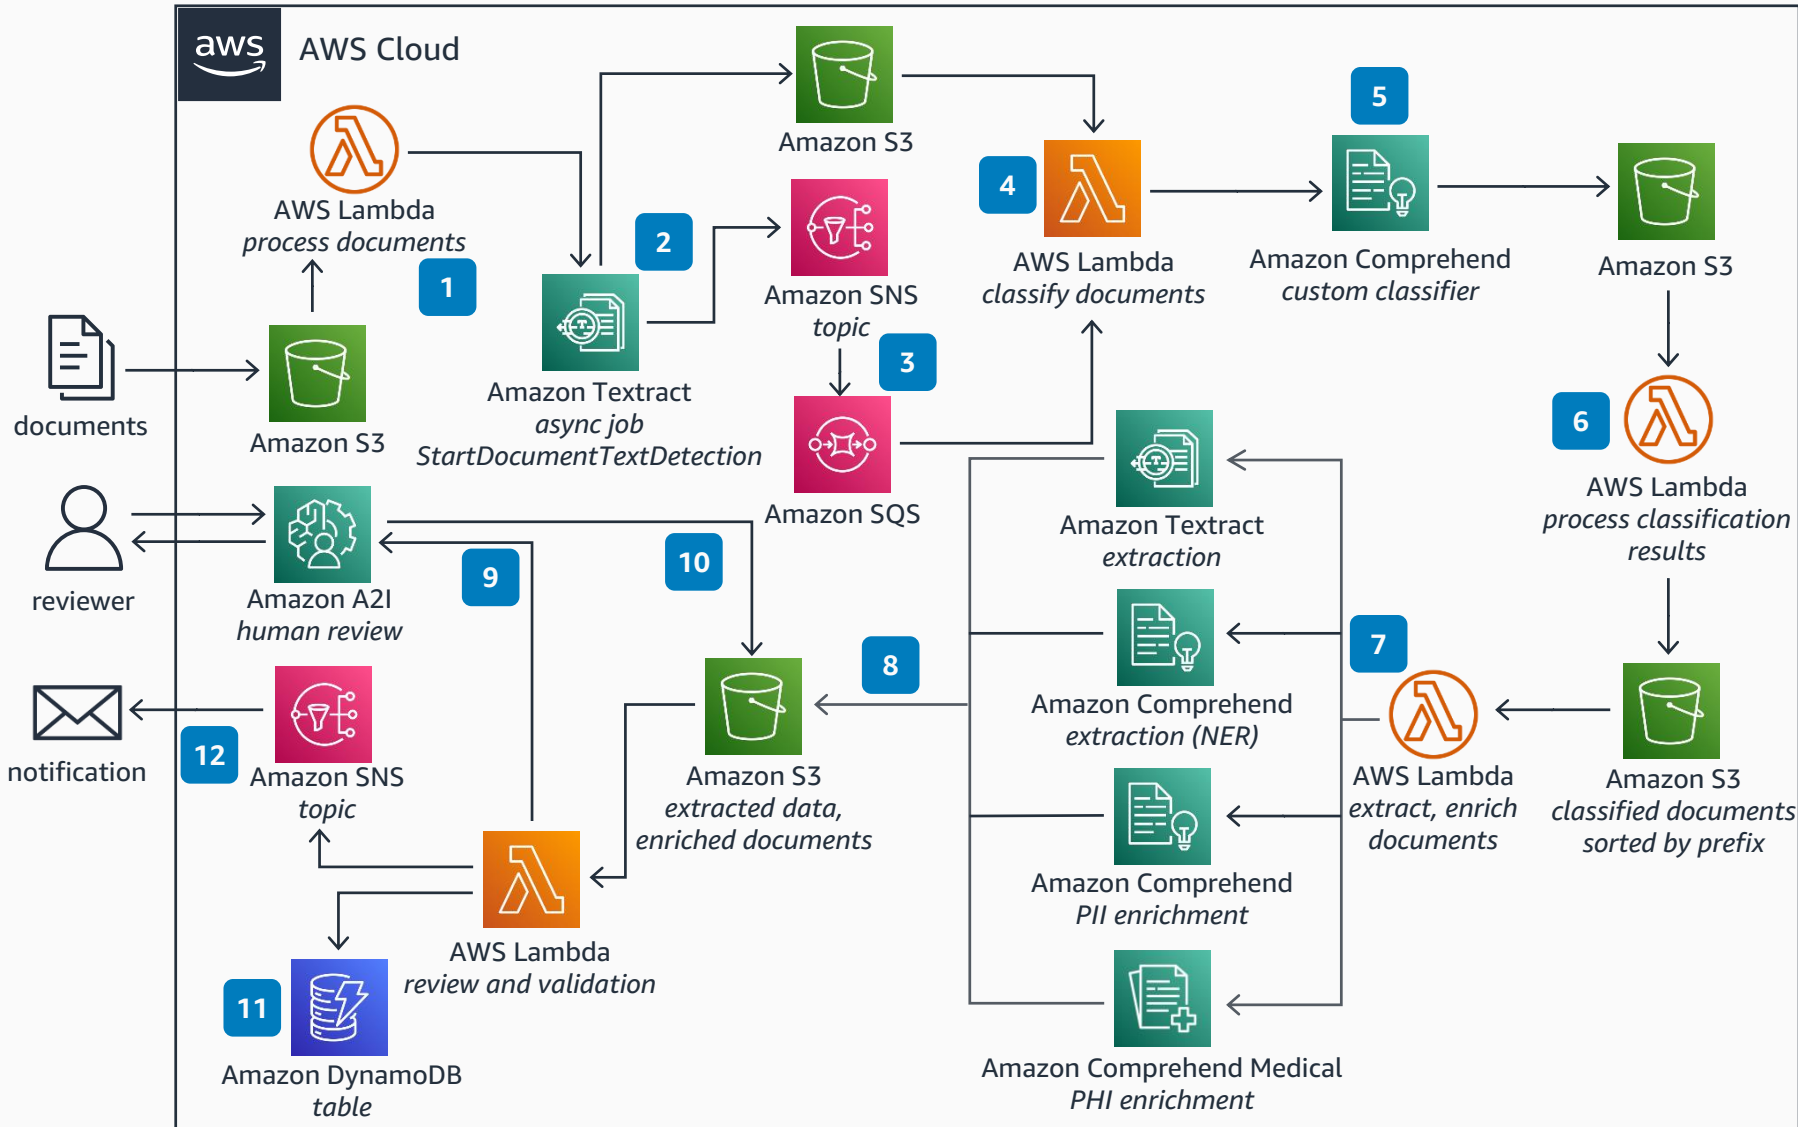 aws
AWS Cloud
Amazon S3
5
AWS Lambda
process documents
2
4
1
Amazon SNS
topic
AWS Lambda
classify documents
Amazon Comprehend
custom classifier
Amazon S3
3
documents
Amazon S3
Amazon Textract
async job
StartDocumentTextDetection
6
Amazon SQS
Amazon Textract
extraction
AWS Lambda
process classification
results
reviewer
Amazon A2I
human review
9
10
8
7
notification
12
Amazon SNS
topic
Amazon S3
extracted data,
enriched documents
Amazon Comprehend
extraction (NER)
AWS Lambda
extract, enrich
documents
Amazon S3
classified documents
sorted by prefix
Amazon Comprehend
PII enrichment
AWS Lambda
review and validation
11
Amazon DynamoDB
table
Amazon Comprehend Medical
PHI enrichment